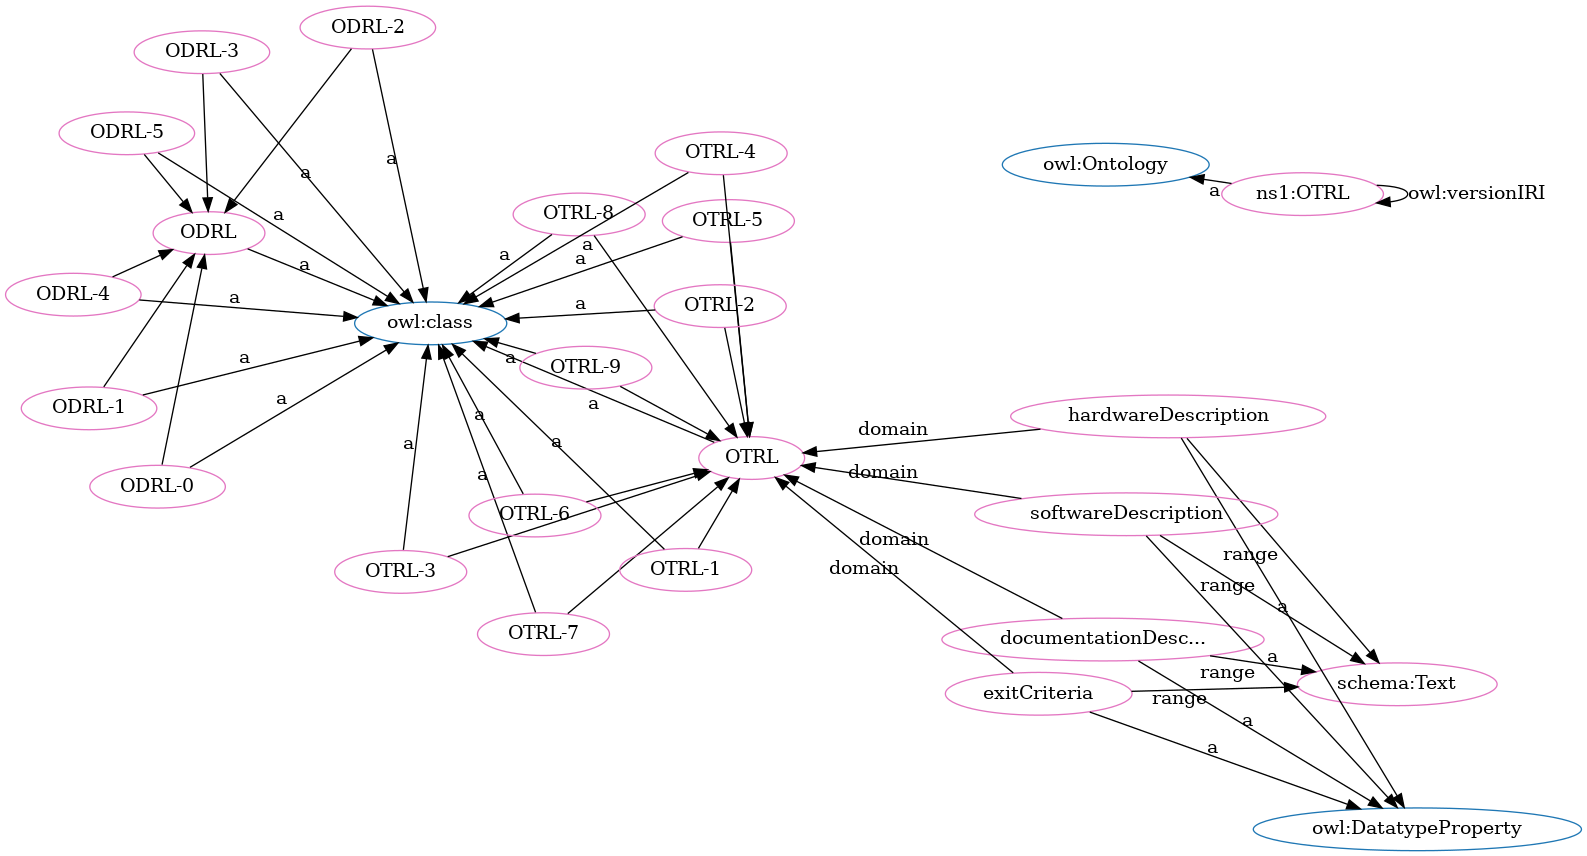 ODRL-2
ODRL-3
ODRL-5
OTRL-4
owl:Ontology
a
ns1:OTRL
owl:versionIRI
a
a
OTRL-8
OTRL-5
a
ODRL
a
a
a
a
ODRL-4
a
OTRL-2
a
owl:class
a
OTRL-9
a
a
ODRL-1
a
a
hardwareDescription
domain
a
a
OTRL
a
domain
a
ODRL-0
OTRL-6
softwareDescription
domain
range
domain
OTRL-3
OTRL-1
range
a
OTRL-7
documentationDesc...
a
range
schema:Text
exitCriteria
range
a
a
owl:DatatypeProperty